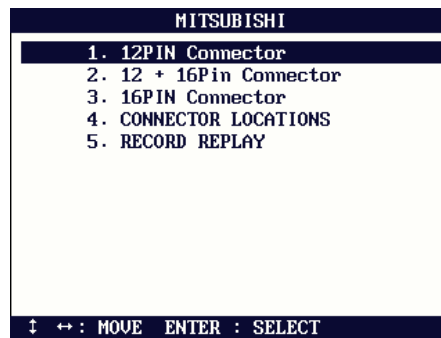 MITSUBISHI
1. 12PIN Connector
2. 12 + 16Pin Connector
3. 16PIN Connector
4. CONNECTOR LOCATIONS
5. RECORD REPLAY
↕ ↔ : MOVE ENTER : SELECT